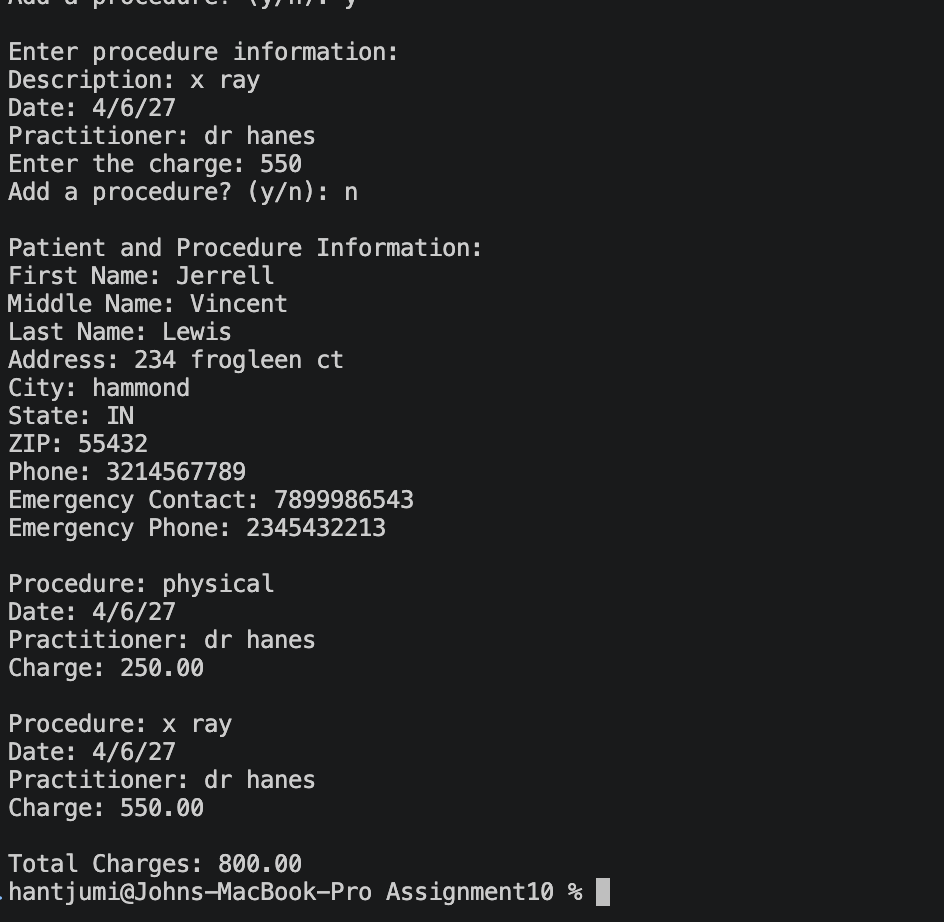 Add a procedure? (y/n): y
Enter procedure information:
Description: x ray
Date: 4/6/27
Practitioner: dr hanes
Enter the charge: 550
Add a procedure? (y/n): n
Patient and Procedure Information:
First Name: Jerrell
Middle Name: Vincent
Last Name: Lewis
Address: 234 frogleen ct
City: hammond
State: IN
ZIP: 55432
Phone: 3214567789
Emergency Contact: 7899986543
Emergency Phone: 2345432213
Procedure: physical
Date: 4/6/27
Practitioner: dr hanes
Charge: 250.00
Procedure: x ray
Date: 4/6/27
Practitioner: dr hanes
Charge: 550.00
Total Charges: 800.00
hantjumi@Johns-MacBook-Pro Assignment10 %